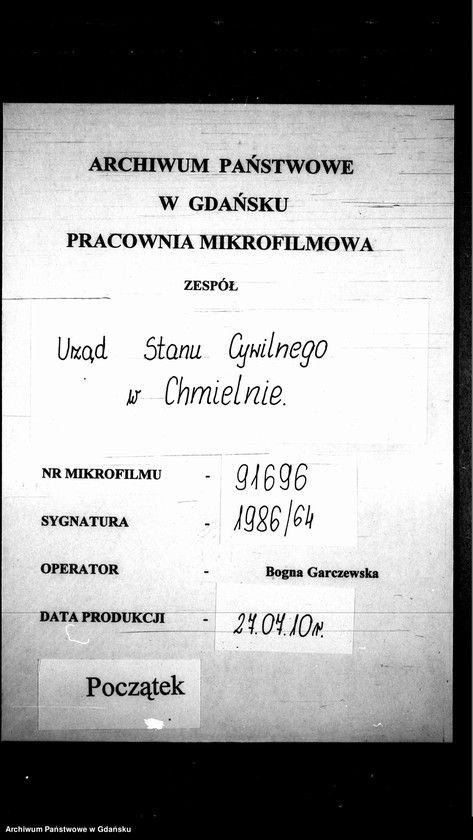 ARCHIWUM PAŃSTWOWE
W GDAŃSKU
PRACOWNIA MIKROFILMOWA
ZESPÓŁ
Urząd Stanu Cywilnego
w Chmielnie.
NR MIKROFILMU - 91696
SYGNATURA - 1986/64
OPERATOR - Bogna Garczewska
DATA PRODUKCJI - 27.07.10r.
Początek
Archiwum Państwowe w Gdańsku